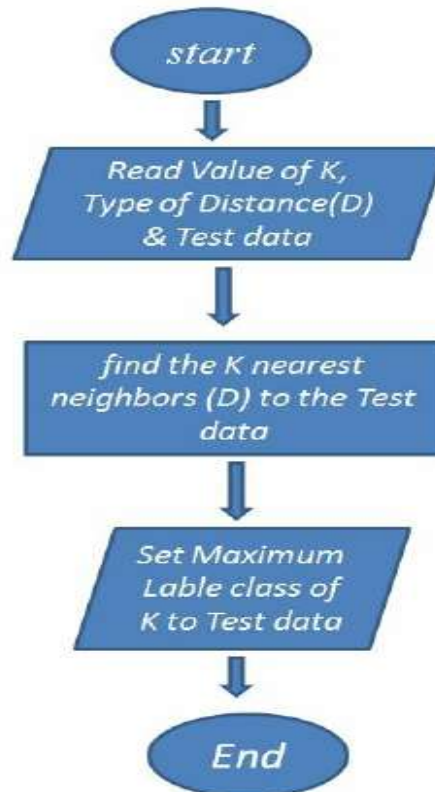 start
Read Value of K,
Type of Distance(D)
& Test data
find the K nearest
neighbors (D) to the Test
data
Set Maximum
Lable class of
K to Test data
End